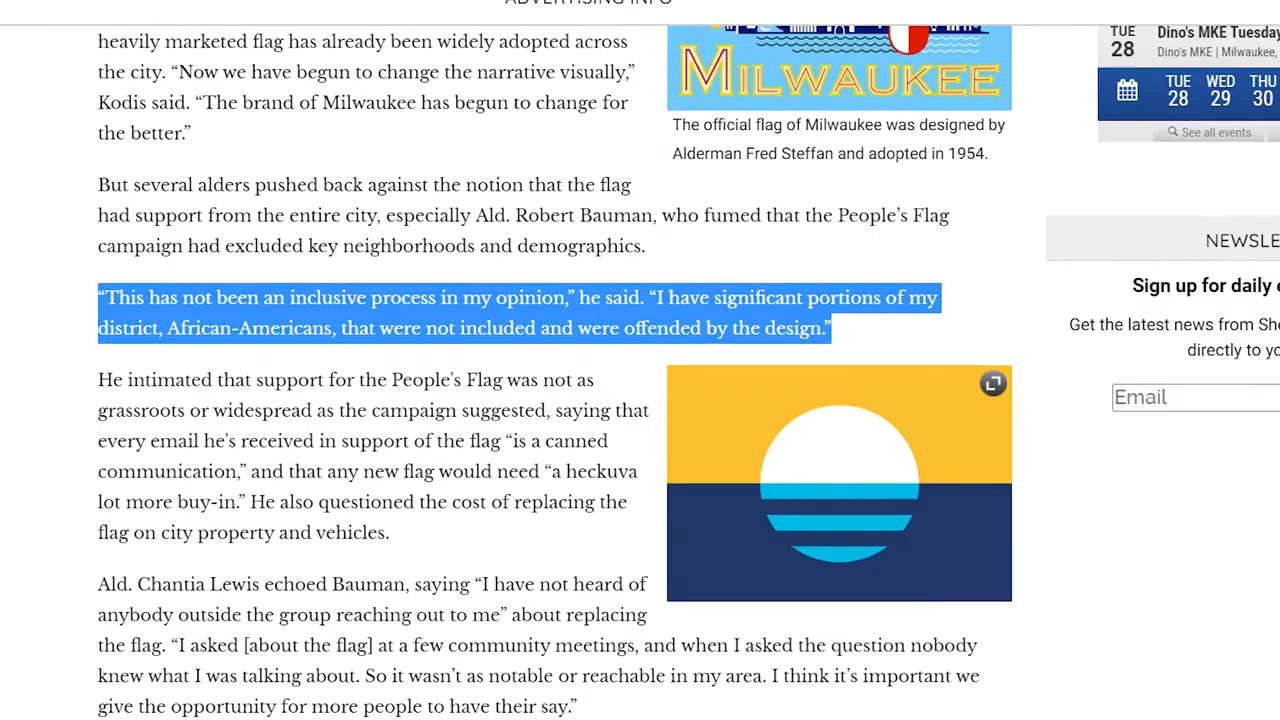 ADVERTISING INFO
heavily marketed flag has already been widely adopted across
the city. “Now we have begun to change the narrative visually,”
Kodis said. “The brand of Milwaukee has begun to change for
the better.”
MILWAUKEE
The official flag of Milwaukee was designed by
Alderman Fred Steffan and adopted in 1954.
But several alders pushed back against the notion that the flag
had support from the entire city, especially Ald. Robert Bauman, who fumed that the People’s Flag
campaign had excluded key neighborhoods and demographics.
“This has not been an inclusive process in my opinion,” he said. “I have significant portions of my
district, African-Americans, that were not included and were offended by the design.”
He intimated that support for the People's Flag was not as
grassroots or widespread as the campaign suggested, saying that
every email he's received in support of the flag “is a canned
communication,” and that any new flag would need “a heckuva
lot more buy-in.” He also questioned the cost of replacing the
flag on city property and vehicles.
Ald. Chantia Lewis echoed Bauman, saying “I have not heard of
anybody outside the group reaching out to me” about replacing
the flag. “I asked [about the flag] at a few community meetings, and when I asked the question nobody
knew what I was talking about. So it wasn’t as notable or reachable in my area. I think it’s important we
give the opportunity for more people to have their say.”
TUE
28
Dino's MKE Tuesday
Dino's MKE | Milwaukee,
TUE WED THU
28 29 30
See all events
NEWSLE
Sign up for daily e
Get the latest news from She
directly to yo
Email